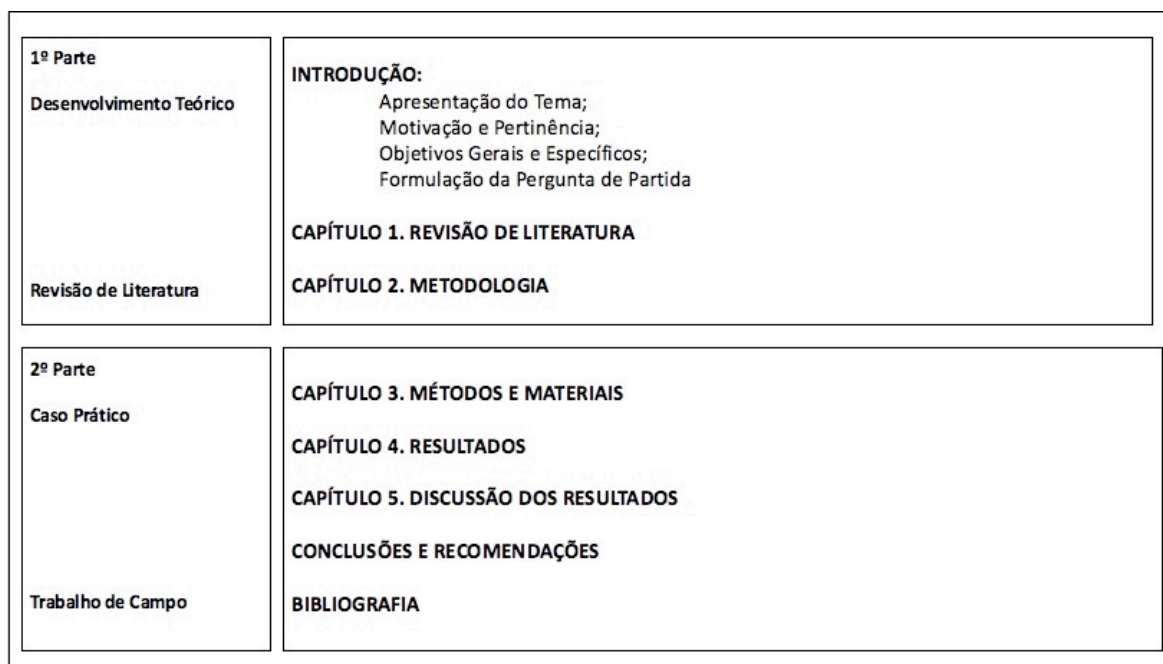 1º Parte
Desenvolvimento Teórico
Revisão de Literatura
INTRODUÇÃO:
Apresentação do Tema;
Motivação e Pertinência;
Objetivos Gerais e Específicos;
Formulação da Pergunta de Partida
CAPÍTULO 1. REVISÃO DE LITERATURA
CAPÍTULO 2. METODOLOGIA
2º Parte
Caso Prático
Trabalho de Campo
CAPÍTULO 3. MÉTODOS E MATERIAIS
CAPÍTULO 4. RESULTADOS
CAPÍTULO 5. DISCUSSÃO DOS RESULTADOS
CONCLUSÕES E RECOMENDAÇÕES
BIBLIOGRAFIA